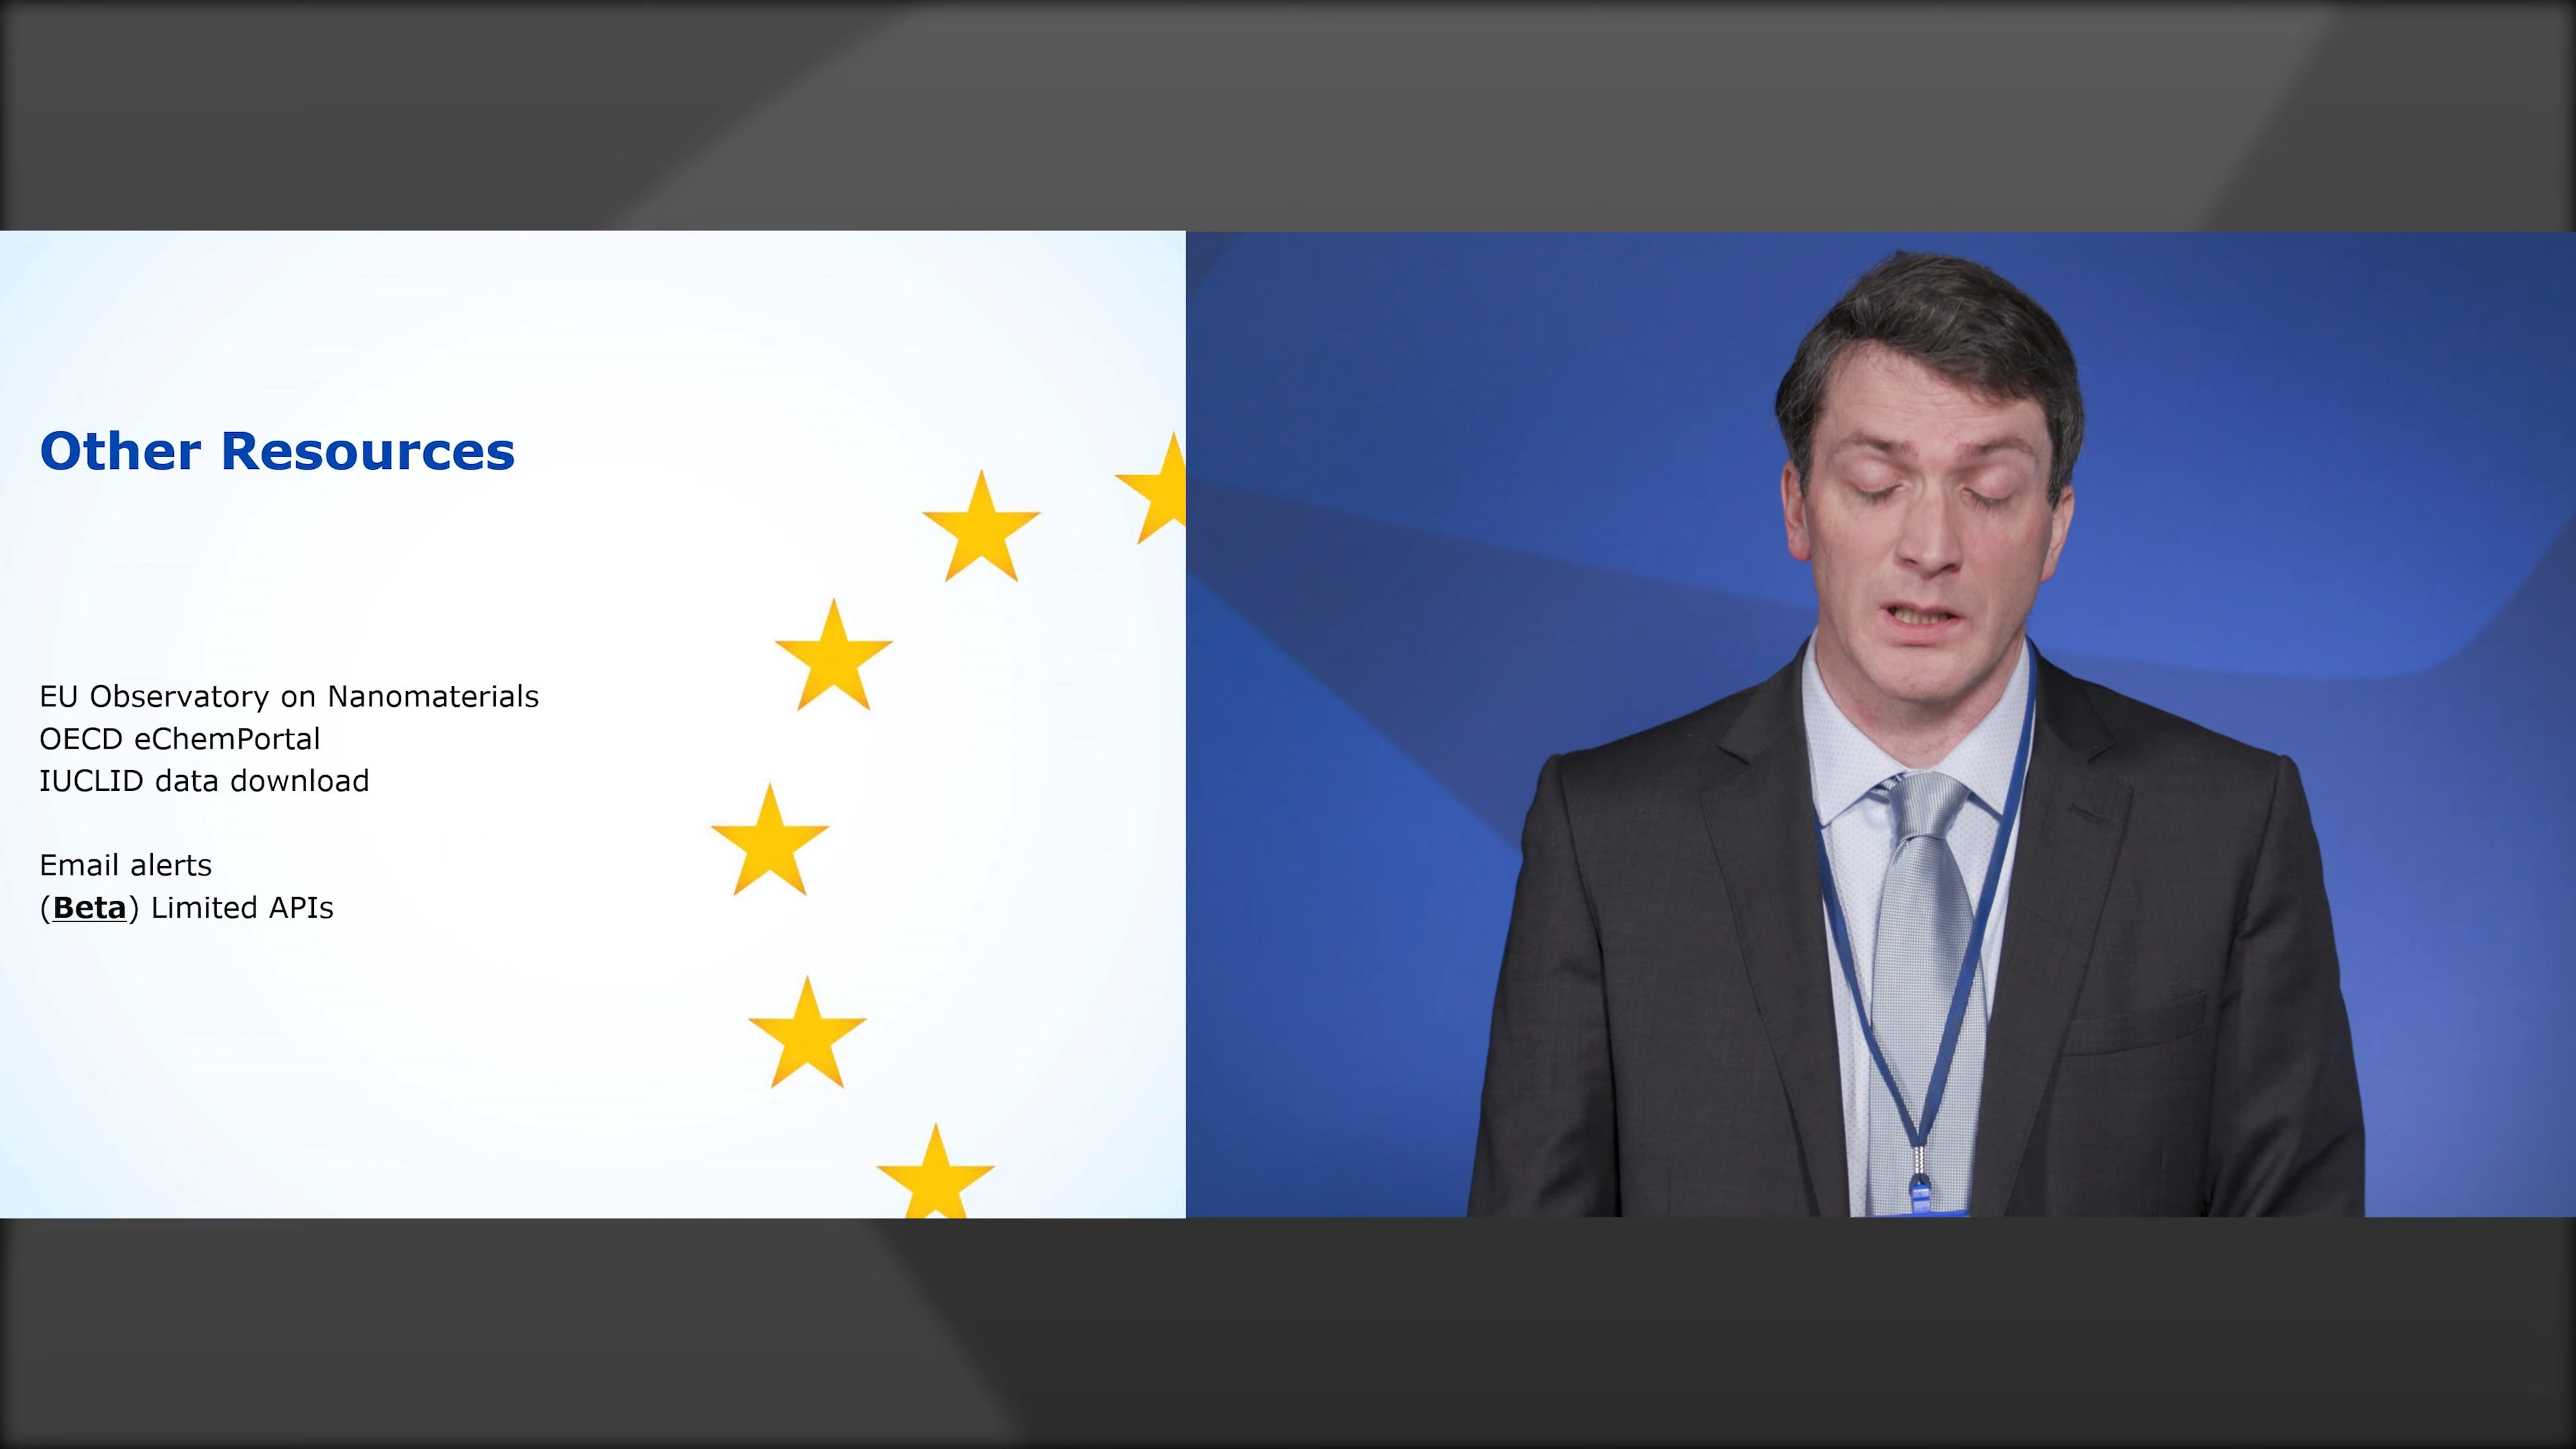 Other Resources
EU Observatory on Nanomaterials
OECD eChemPortal
IUCLID data download
Email alerts
(Beta) Limited APIs